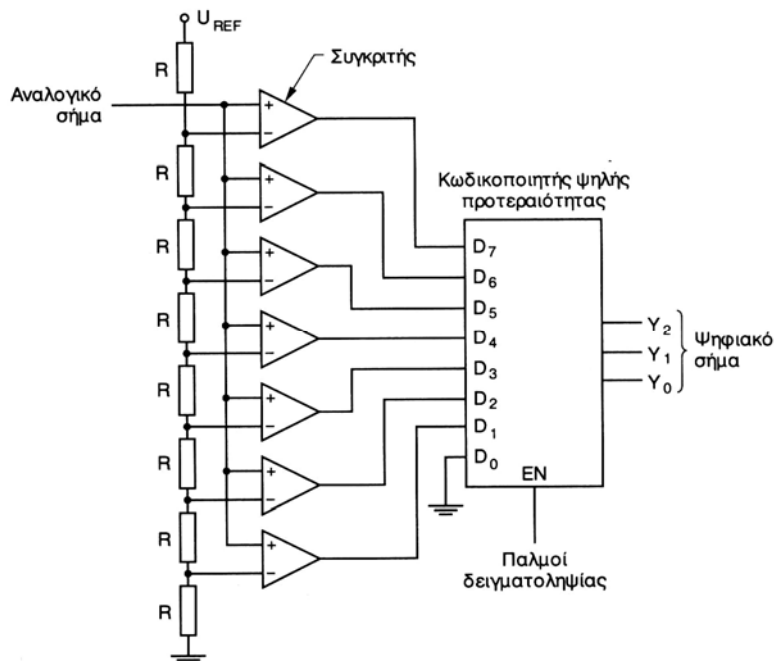 U REF
R
Συγκριτής
Αναλογικό
σήμα
+
−
R
Κωδικοποιητής ψηλής
προτεραιότητας
+
−
R
D7
+
−
D6
R
D5
Y2
+
−
D4
Y1
Ψηφιακό
σήμα
R
D3
Y0
+
−
D2
R
D1
+
−
D0
R
EN
+
−
Παλμοί
δειγματοληψίας
R